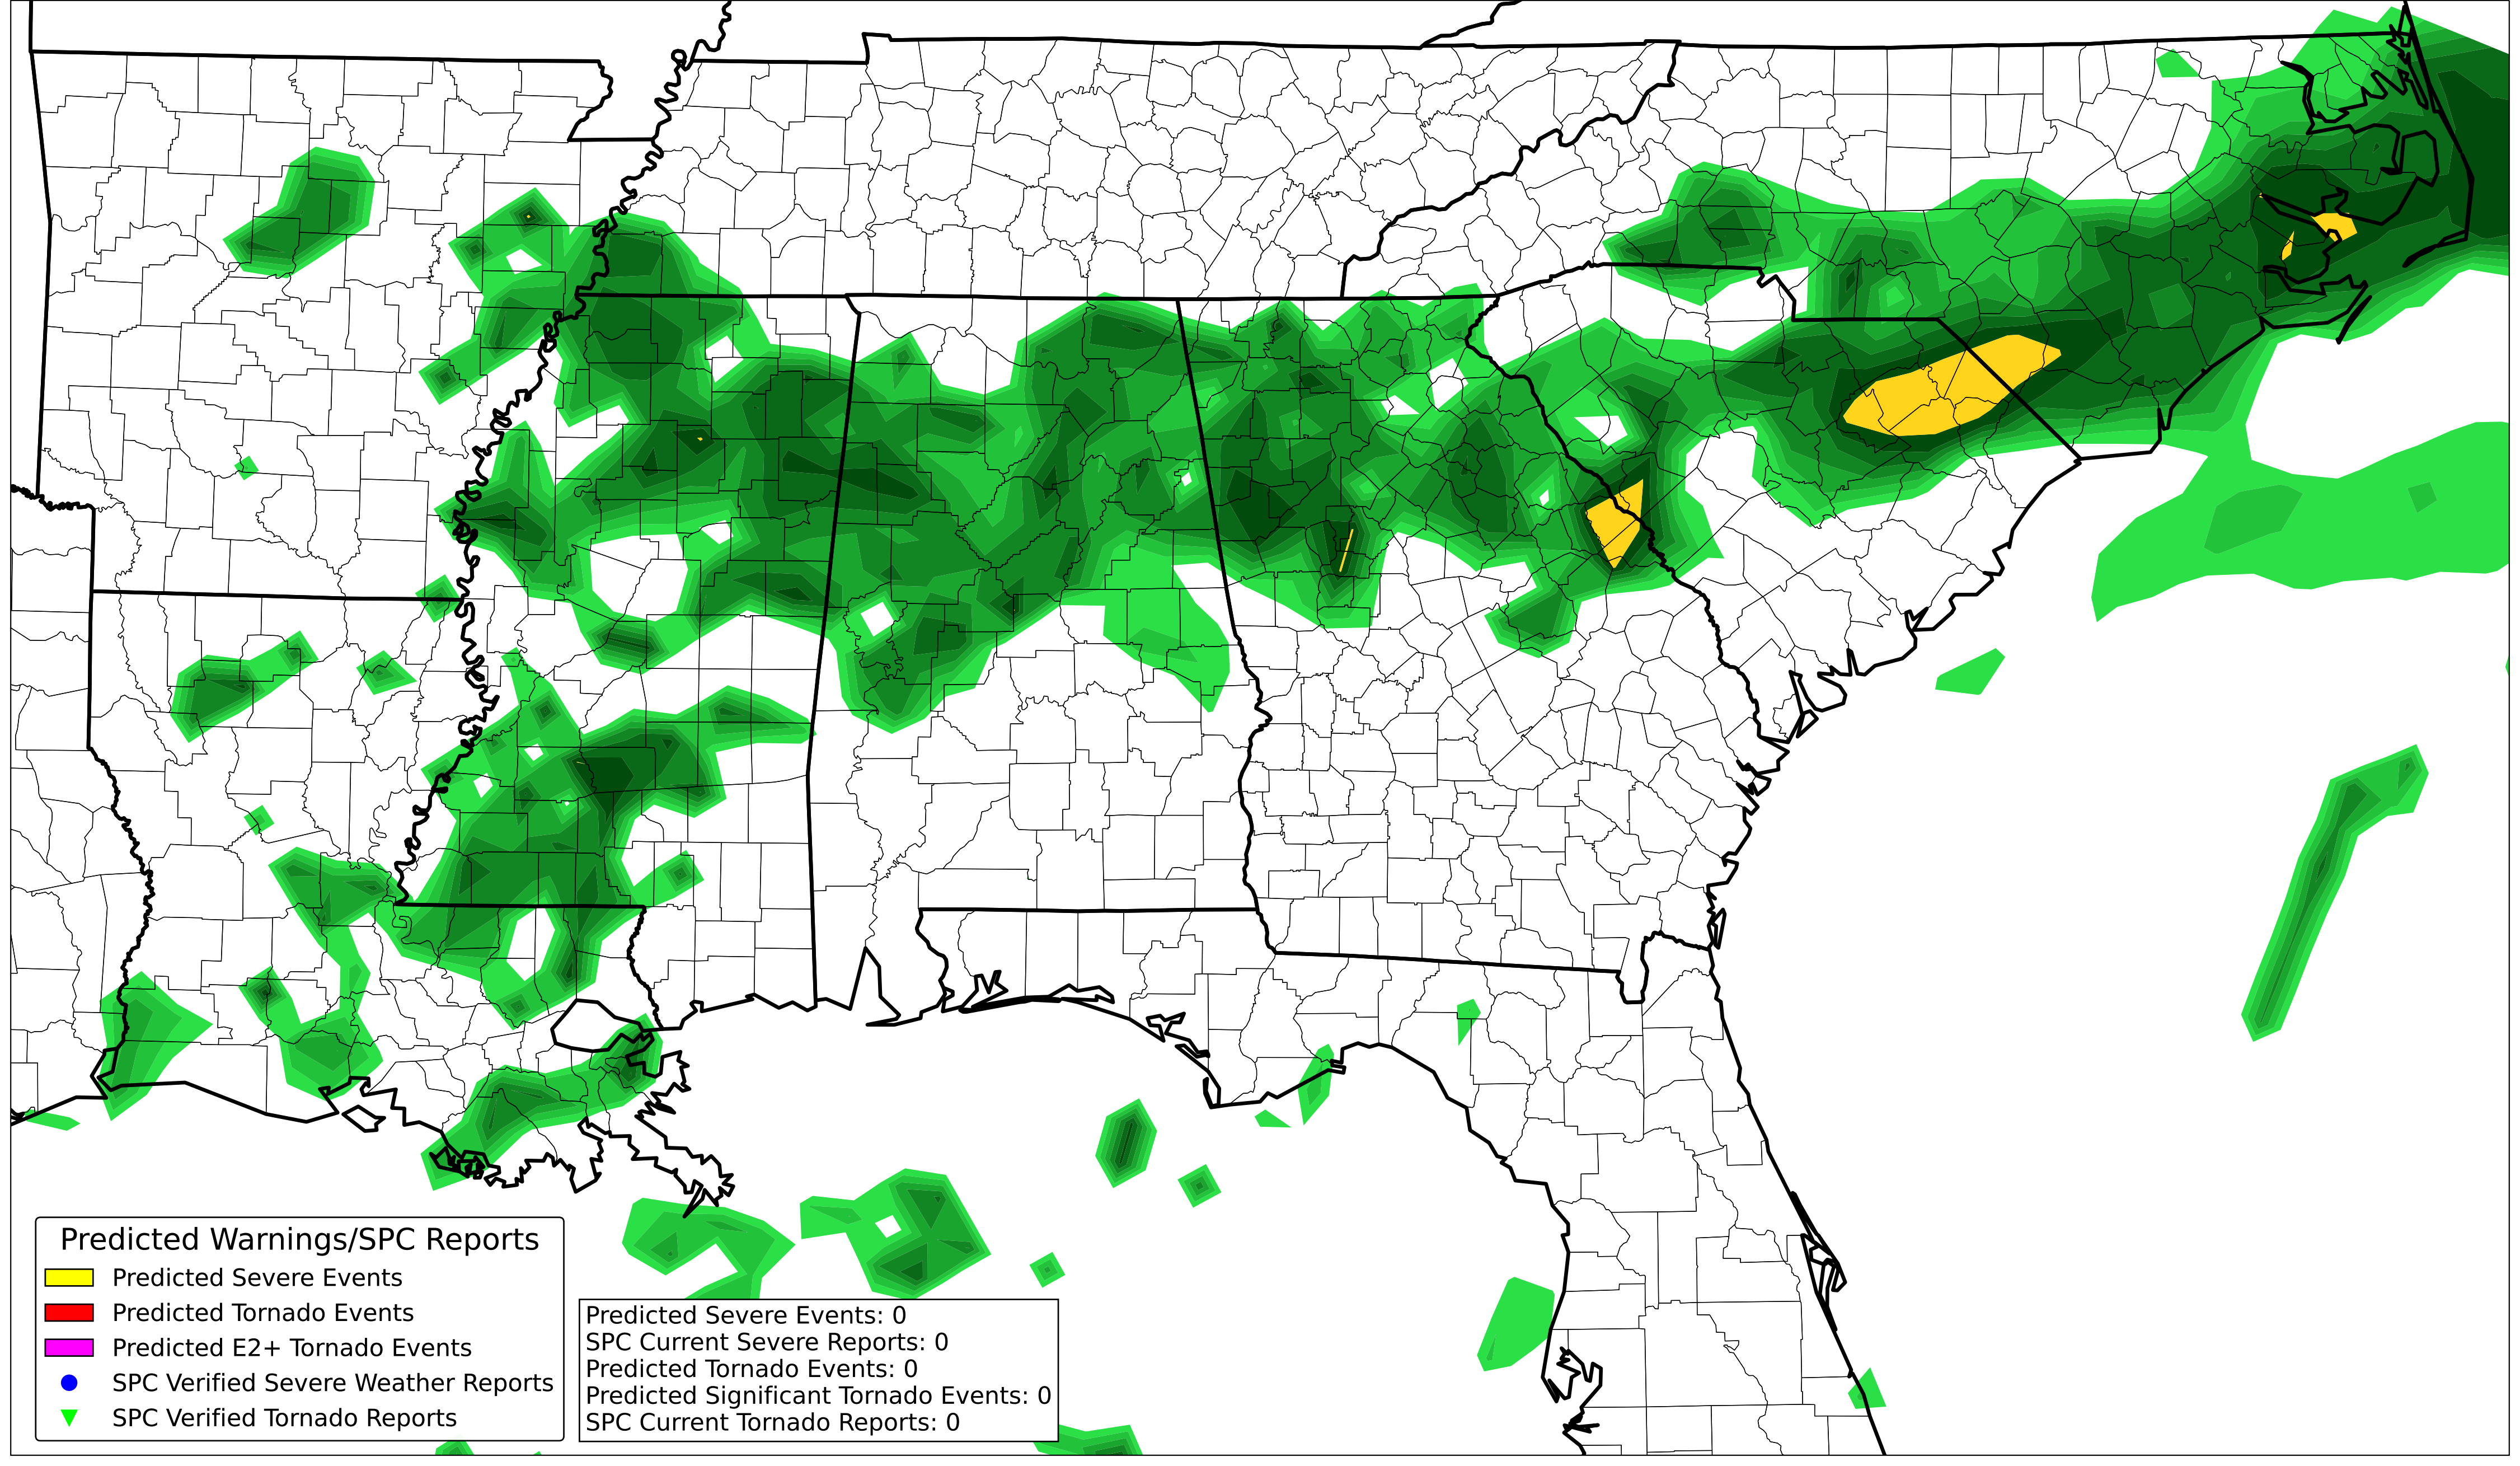 Predicted Warnings/SPC Reports
Predicted Severe Events
Predicted Tornado Events
Predicted E2+ Tornado Events
SPC Verified Severe Weather Reports
SPC Verified Tornado Reports
Predicted Severe Events: 0
SPC Current Severe Reports: 0
Predicted Tornado Events: 0
Predicted Significant Tornado Events: 0
SPC Current Tornado Reports: 0